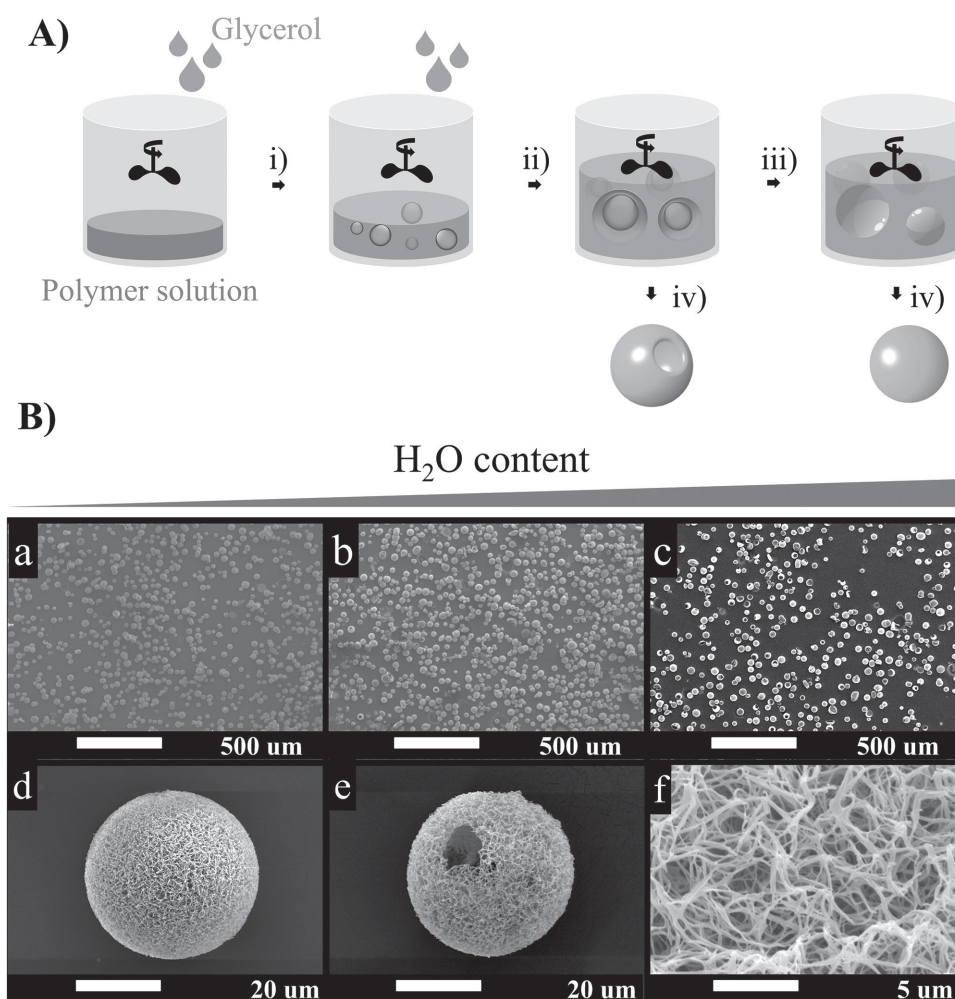 A)
Glycerol
i)
ii)
iii)
Polymer solution
iv)
iv)
B)
H₂O content
a
b
c
500 um
500 um
500 um
d
e
f
20 um
20 um
5 um